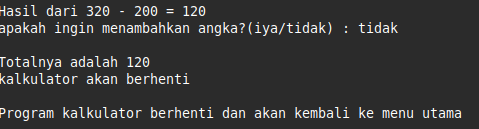 Hasil dari 320 - 200 = 120
apakah ingin menambahkan angka?(iya/tidak) : tidak
Totalnya adalah 120
kalkulator akan berhenti
Program kalkulator berhenti dan akan kembali ke menu utama